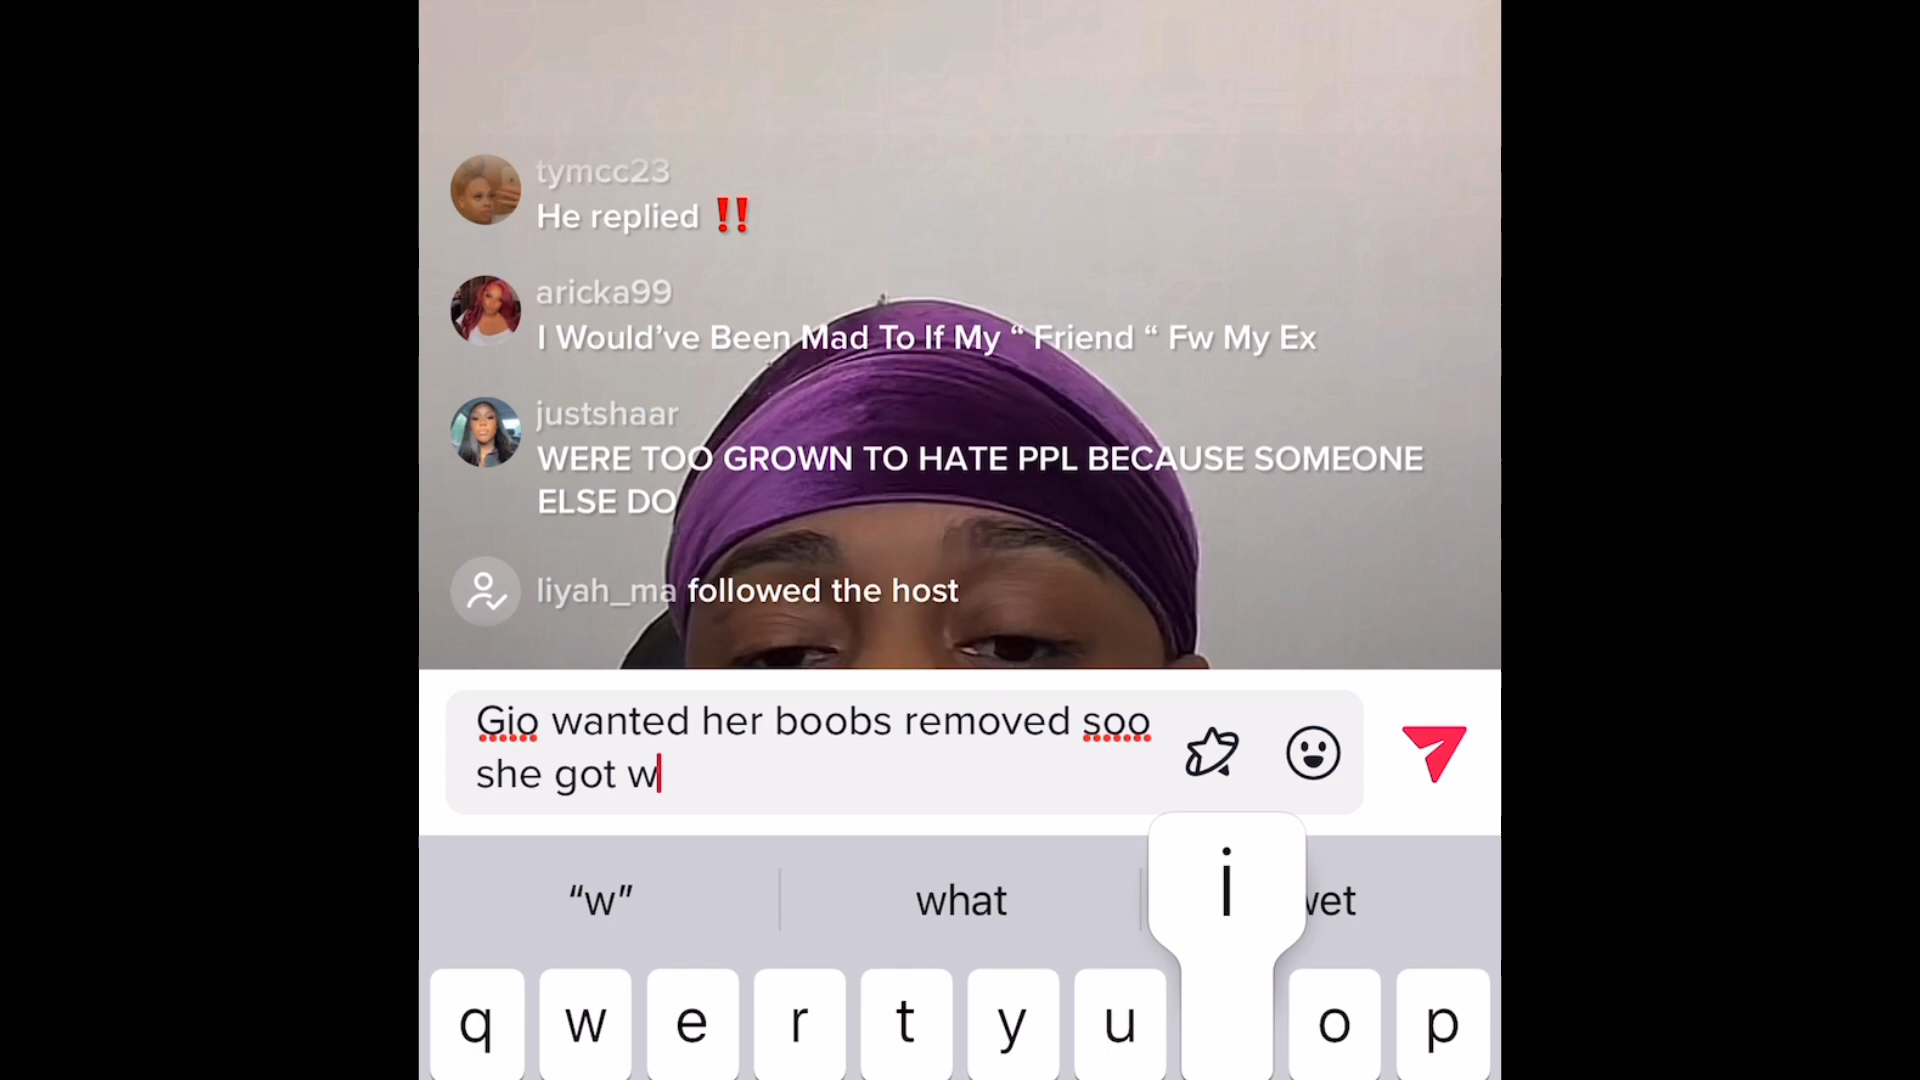 tymcc23
He replied ‼️
aricka99
I Would’ve Been Mad To If My “ Friend “ Fw My Ex
justshaar
WERE TOO GROWN TO HATE PPL BECAUSE SOMEONE
ELSE DO
liyah_ma followed the host
Gio wanted her boobs removed soo
she got w
“w” what
i
q w e r t y u o p